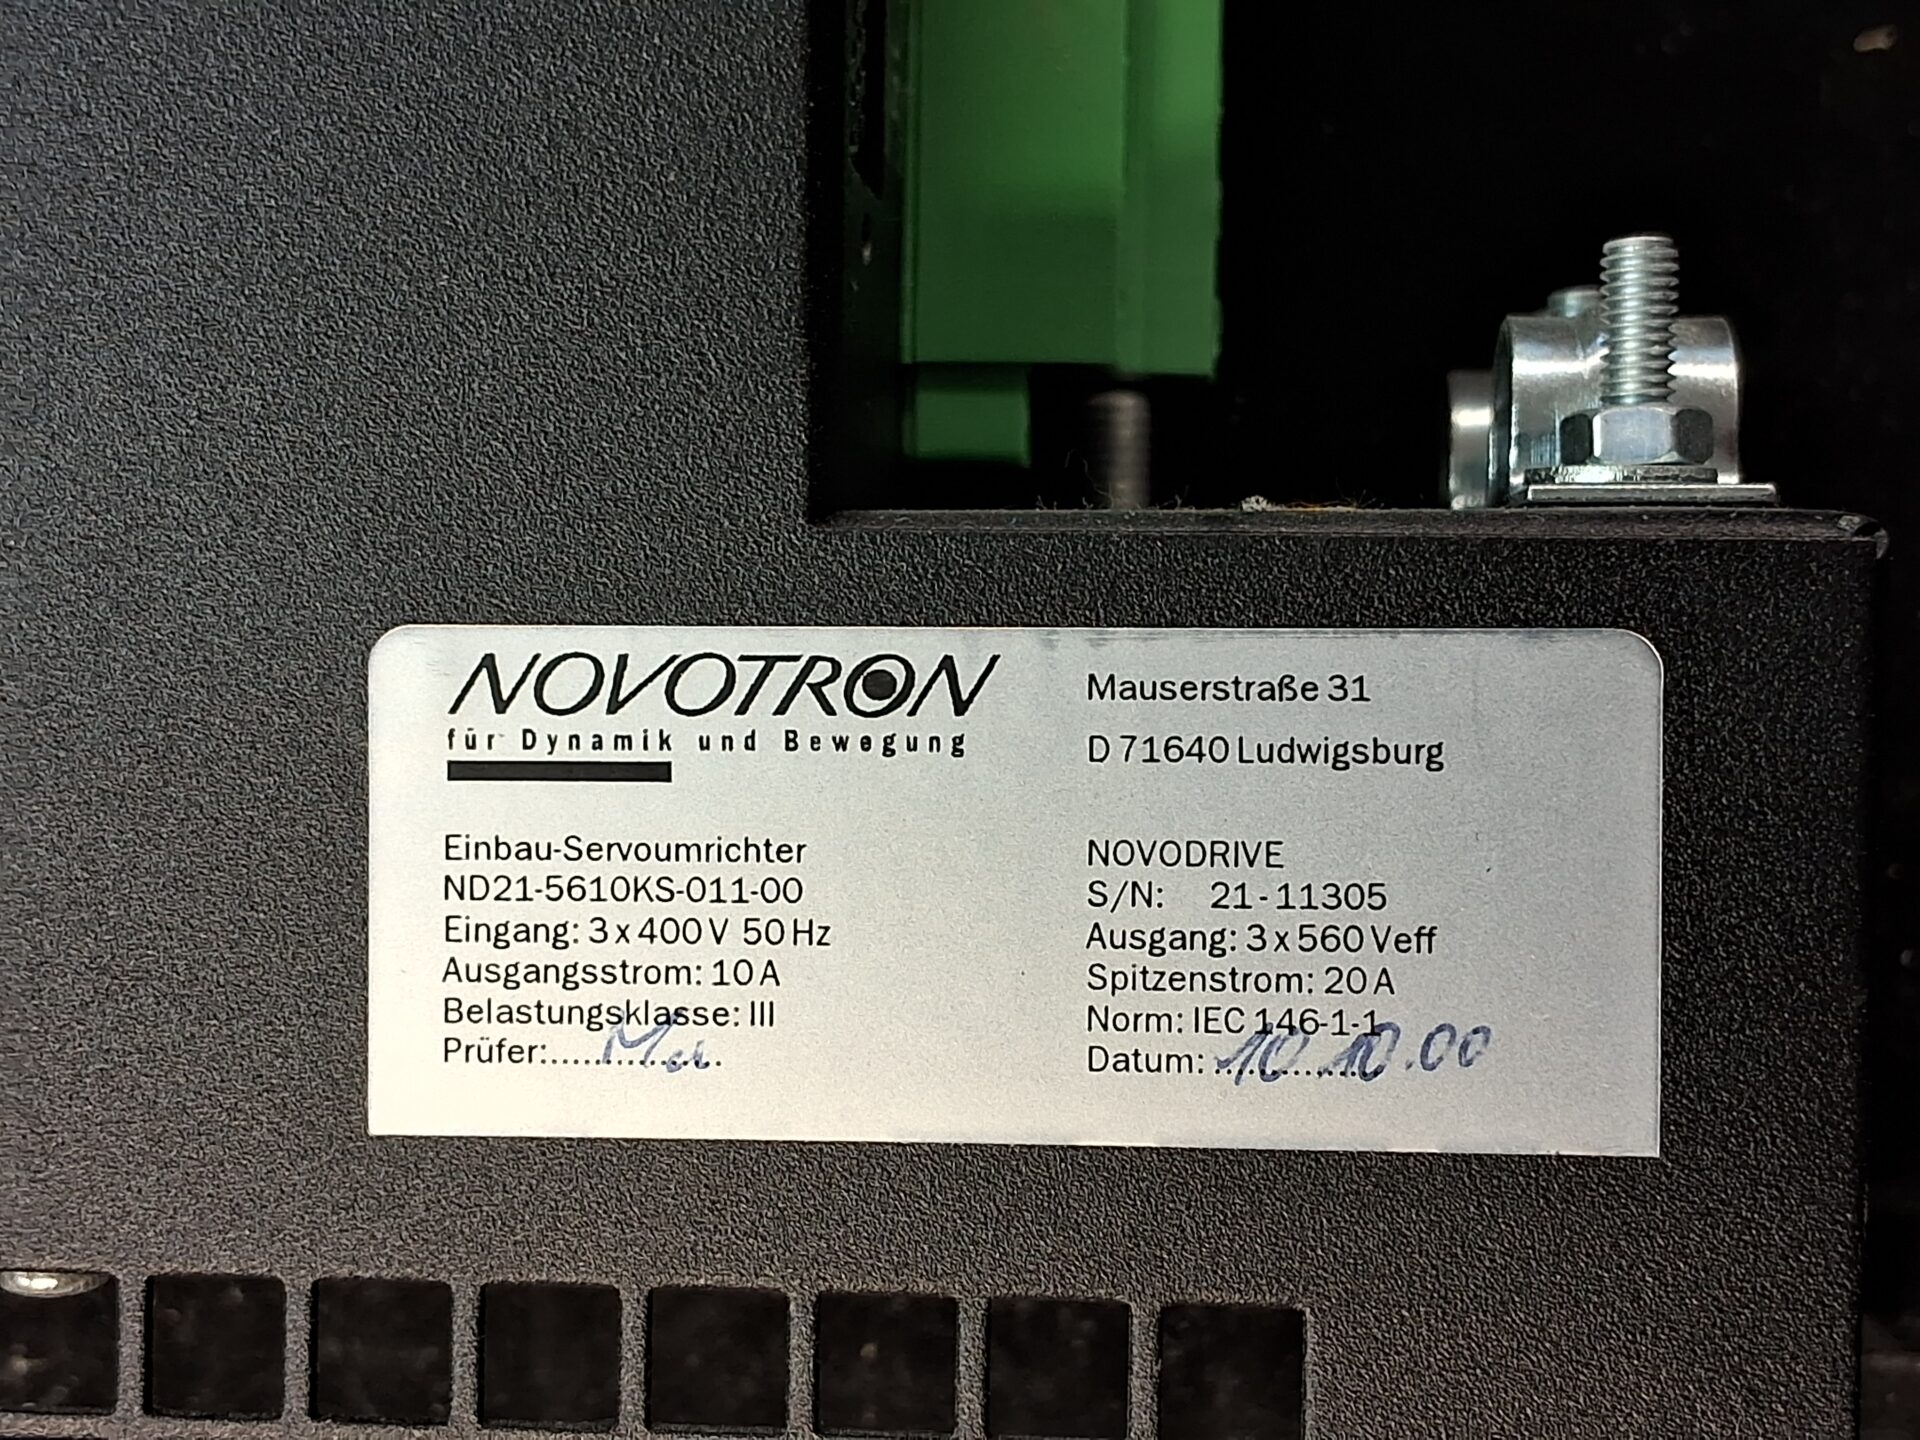 NOVOTRON
für Dynamik und Bewegung
Mauserstraße 31
D 71640 Ludwigsburg
Einbau-Servoumrichter
ND21-5610KS-011-00
Eingang: 3 x 400 V 50 Hz
Ausgangsstrom: 10 A
Belastungsklasse: III
Prüfer:................
NOVODRIVE
S/N: 21-11305
Ausgang: 3 x 560 Veff
Spitzenstrom: 20 A
Norm: IEC 146-1-1
Datum: 10.10.00